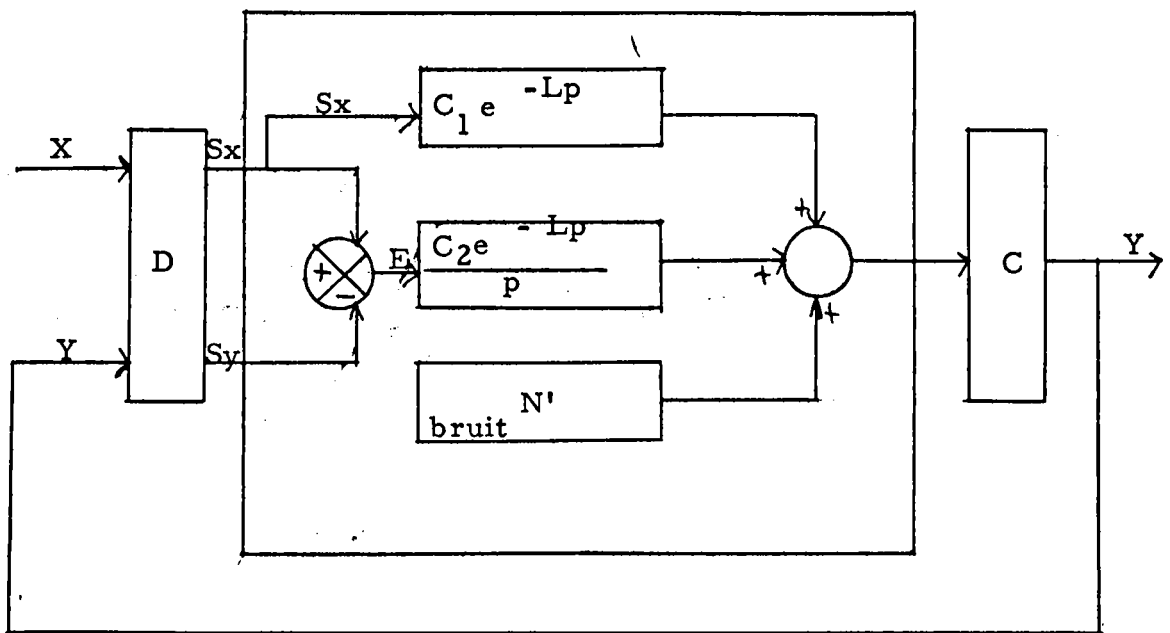 C₁ e^-Lp
Sx
X
Sx
D
+
-
E
C₂e^-Lp
p
+
+
+
C
Y
Y
Sy
N'
bruit